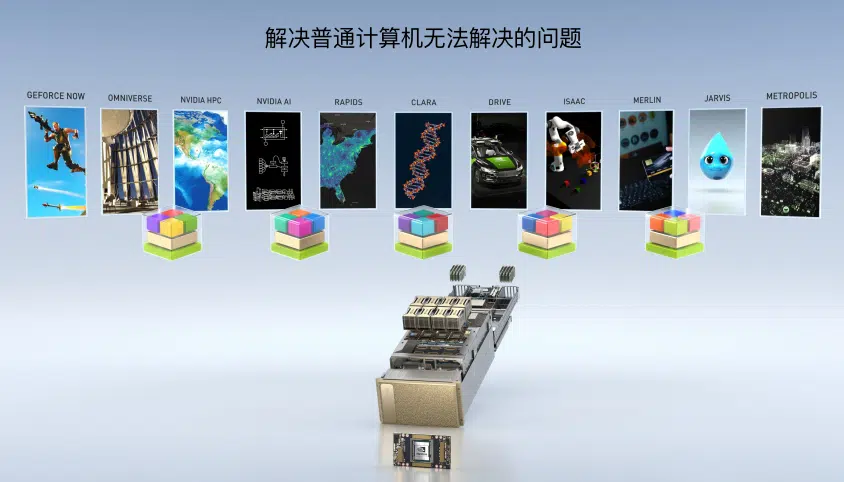 解决普通计算机无法解决的问题
GEFORCE NOW
OMNIVERSE
NVIDIA HPC
NVIDIA AI
RAPIDS
CLARA
DRIVE
ISAAC
MERLIN
JARVIS
METROPOLIS